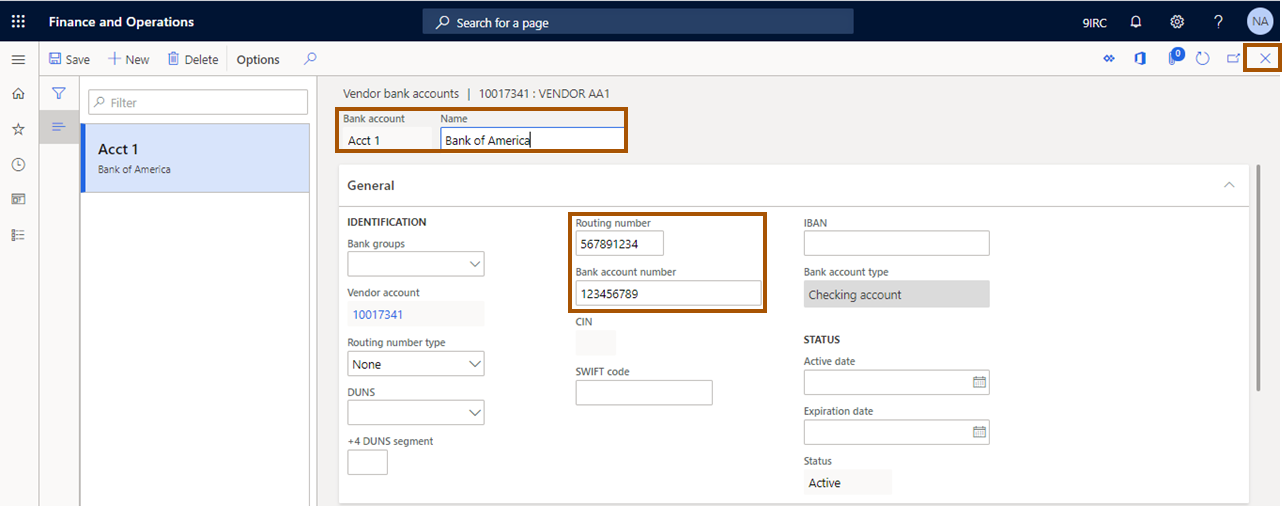 Finance and Operations
Search for a page
9IRC
?
NA
Save
New
Delete
Options
0
Filter
Acct 1
Bank of America
Vendor bank accounts | 10017341 : VENDOR AA1
Bank account
Name
Acct 1
Bank of America
General
IDENTIFICATION
Bank groups
Vendor account
10017341
Routing number type
None
DUNS
+4 DUNS segment
Routing number
567891234
Bank account number
123456789
CIN
SWIFT code
IBAN
Bank account type
Checking account
STATUS
Active date
Expiration date
Status
Active